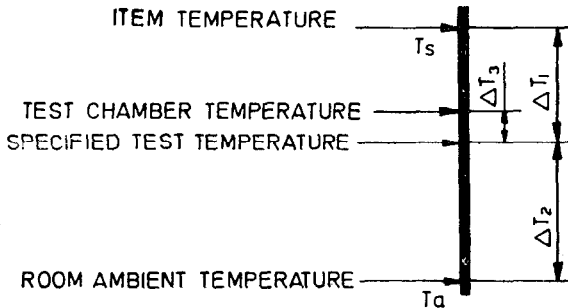 ITEM TEMPERATURE
Ts
ΔT3
ΔT1
TEST CHAMBER TEMPERATURE
SPECIFIED TEST TEMPERATURE
ΔT2
ROOM AMBIENT TEMPERATURE
Ta